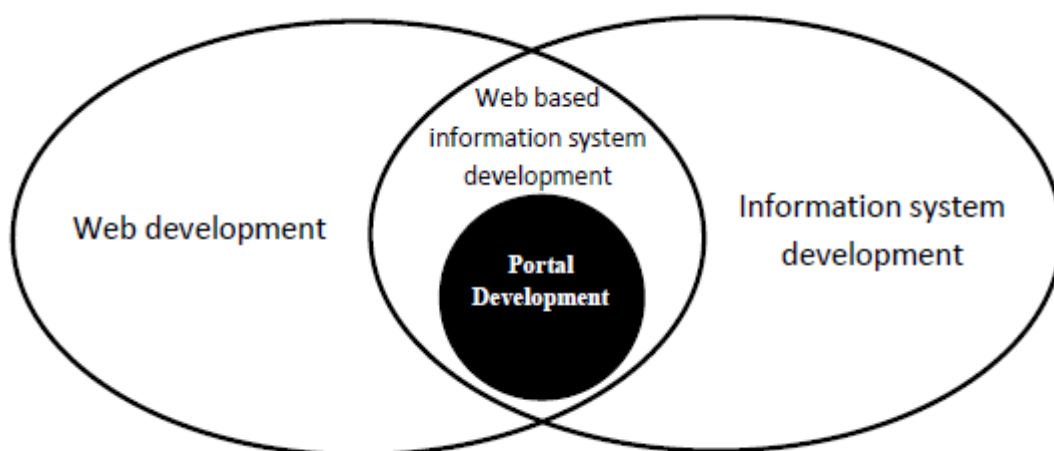 Web based
information system
development
Web development
Information system
development
Portal
Development